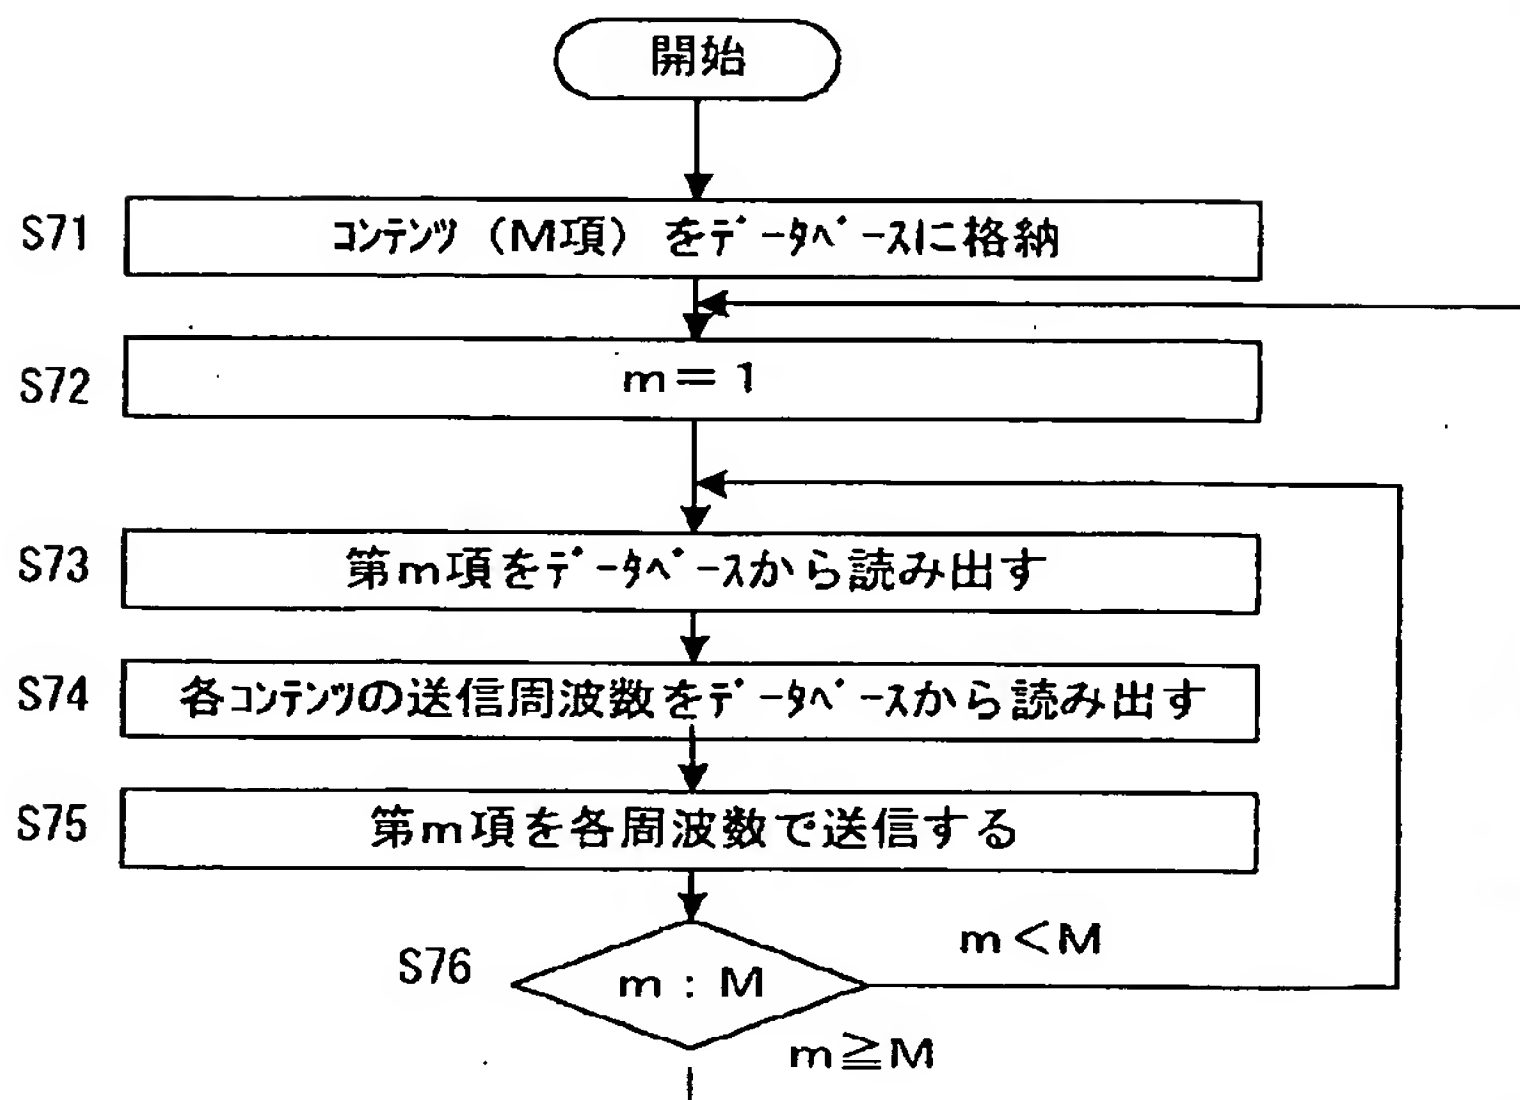 開始
S71
コンテンツ（M項）をデータベースに格納
S72
m＝1
S73
第m項をデータベースから読み出す
S74
各コンテンツの送信周波数をデータベースから読み出す
S75
第m項を各周波数で送信する
S76
m：M
m＜M
m≧M